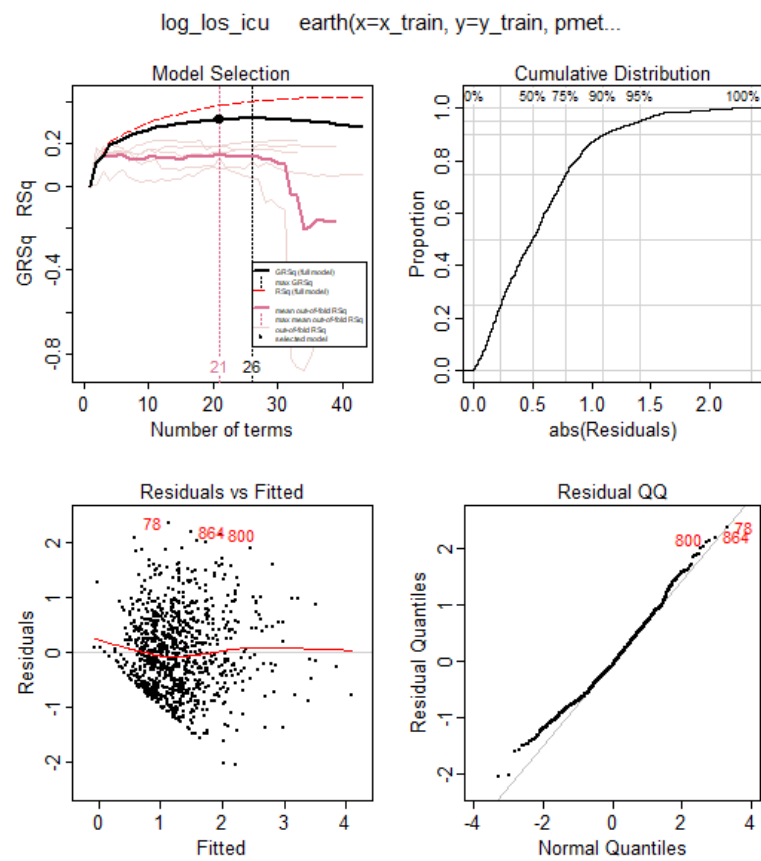 log_los_icu earth(x=x_train, y=y_train, pmet...
Model Selection
GRSq RSq
0.2
0
-0.4
-0.8
GRSq (full model)
max GRSq
RSq (full model)
mean out-of-fold RSq
max mean out-of-fold RSq
out-of-fold RSq
selected model
21
26
0 10 20 30 40
Number of terms
Cumulative Distribution
0% 50% 75% 90% 95% 100%
Proportion
1.0
0.8
0.6
0.4
0.2
0.0
0.0 0.5 1.0 1.5 2.0
abs(Residuals)
Residuals vs Fitted
78 864 800
Residuals
2
1
0
-1
-2
0 1 2 3 4
Fitted
Residual QQ
78
800 864
Residual Quantiles
2
1
0
-1
-2
-4 -2 0 2 4
Normal Quantiles